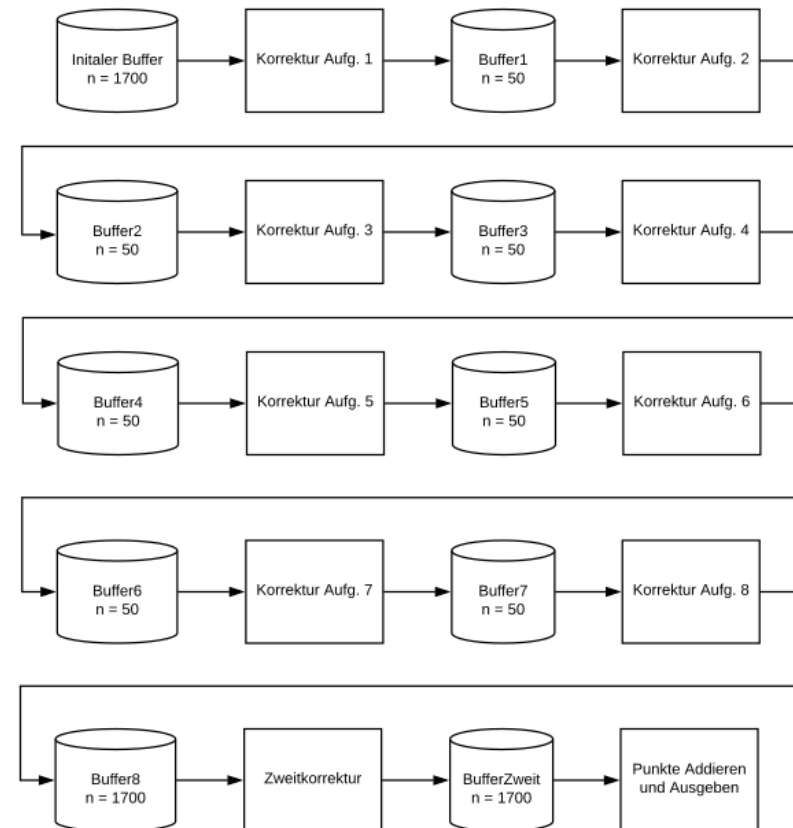 Initaler Buffer
n = 1700
Korrektur Aufg. 1
Buffer1
n = 50
Korrektur Aufg. 2
Buffer2
n = 50
Korrektur Aufg. 3
Buffer3
n = 50
Korrektur Aufg. 4
Buffer4
n = 50
Korrektur Aufg. 5
Buffer5
n = 50
Korrektur Aufg. 6
Buffer6
n = 50
Korrektur Aufg. 7
Buffer7
n = 50
Korrektur Aufg. 8
Buffer8
n = 1700
Zweitkorrektur
BufferZweit
n = 1700
Punkte Addieren
und Ausgeben